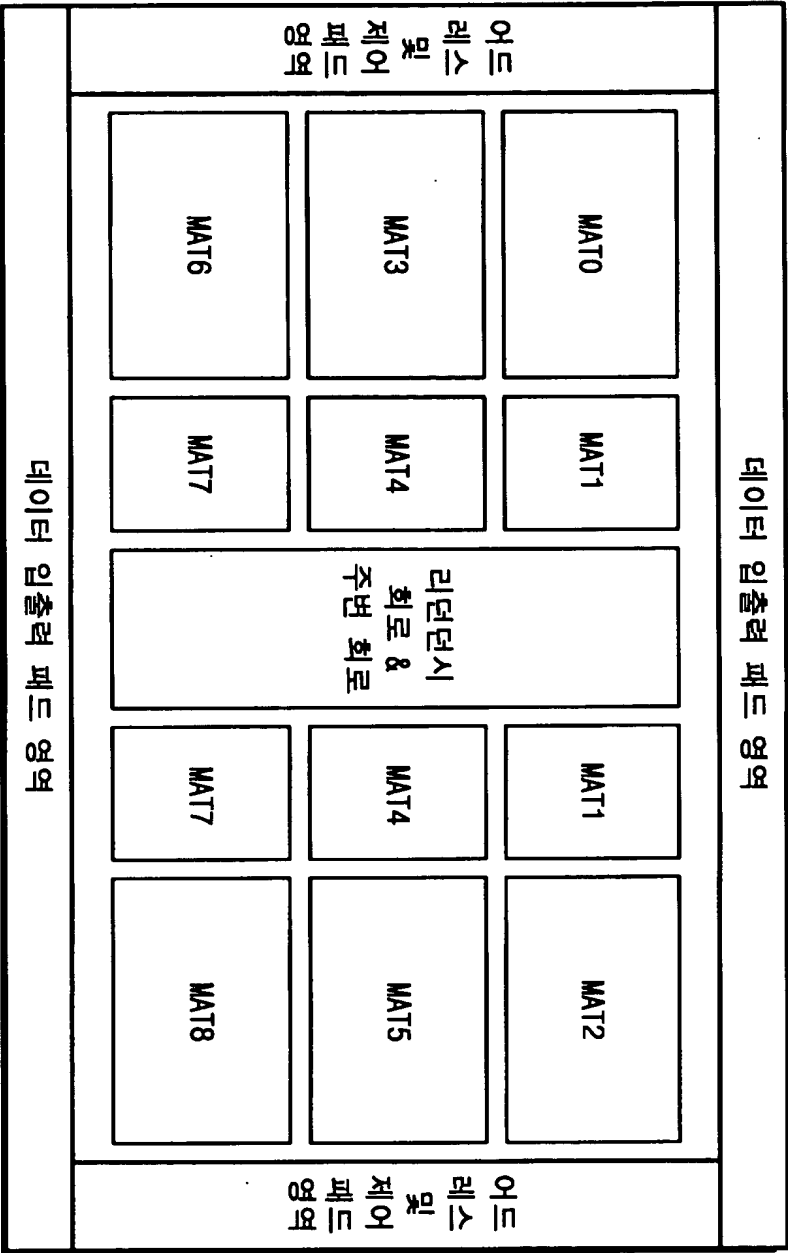 데이터 입출력 패드 영역
어드
레스
및
제어
패드
영역
MAT0
MAT1
MAT1
MAT2
MAT3
MAT4
리던던시
회로 &
주변 회로
MAT4
MAT5
MAT6
MAT7
MAT7
MAT8
어드
레스
및
제어
패드
영역
데이터 입출력 패드 영역